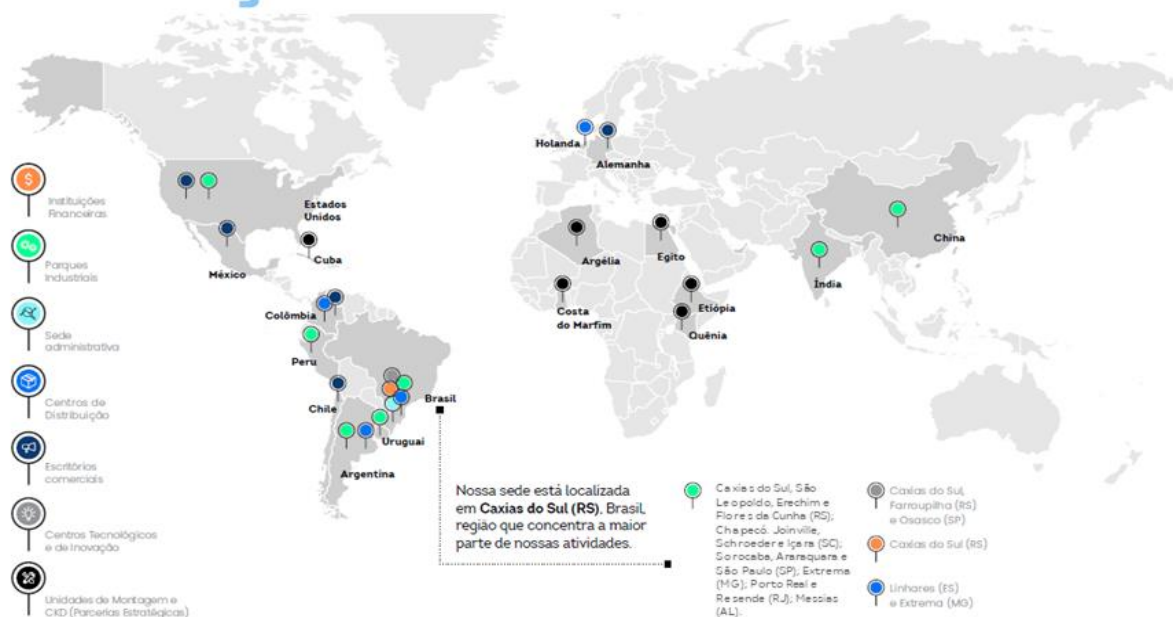 Instituições
Financeiras
Parques
Industriais
Sede
administrativa
Centros de
Distribuição
Escritórios
comerciais
Centros Tecnológicos
e de Inovação
Unidades de Montagem e
CKD (Parcerias Estratégicas)
Estados
Unidos
México
Cuba
Colômbia
Peru
Chile
Brasil
Uruguai
Argentina
Holanda
Alemanha
Argélia
Egito
Costa
do Marfim
Etiópia
Quênia
Índia
China
Nossa sede está localizada
em Caxias do Sul (RS), Brasil,
região que concentra a maior
parte de nossas atividades.
Caxias do Sul, São
Leopoldo, Erechim e
Flores da Cunha (RS);
Chapecó, Joinville,
Schroeder e Içara (SC);
Sorocaba, Araraquara e
São Paulo (SP); Extrema
(MG); Porto Real e
Resende (RJ); Messias
(AL).
Caxias do Sul,
Farroupilha (RS)
e Osasco (SP)
Caxias do Sul (RS)
Linhares (ES)
e Extrema (MG)